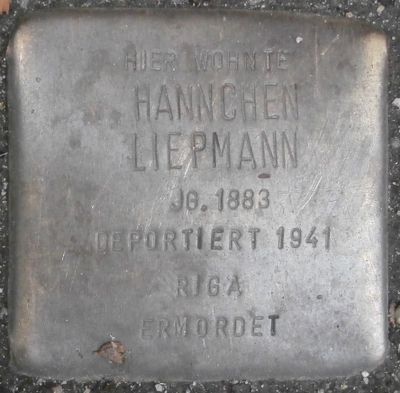 HIER WOHNTE
HANNCHEN
LIEPMANN
JG. 1883
DEPORTIERT 1941
RIGA
ERMORDET